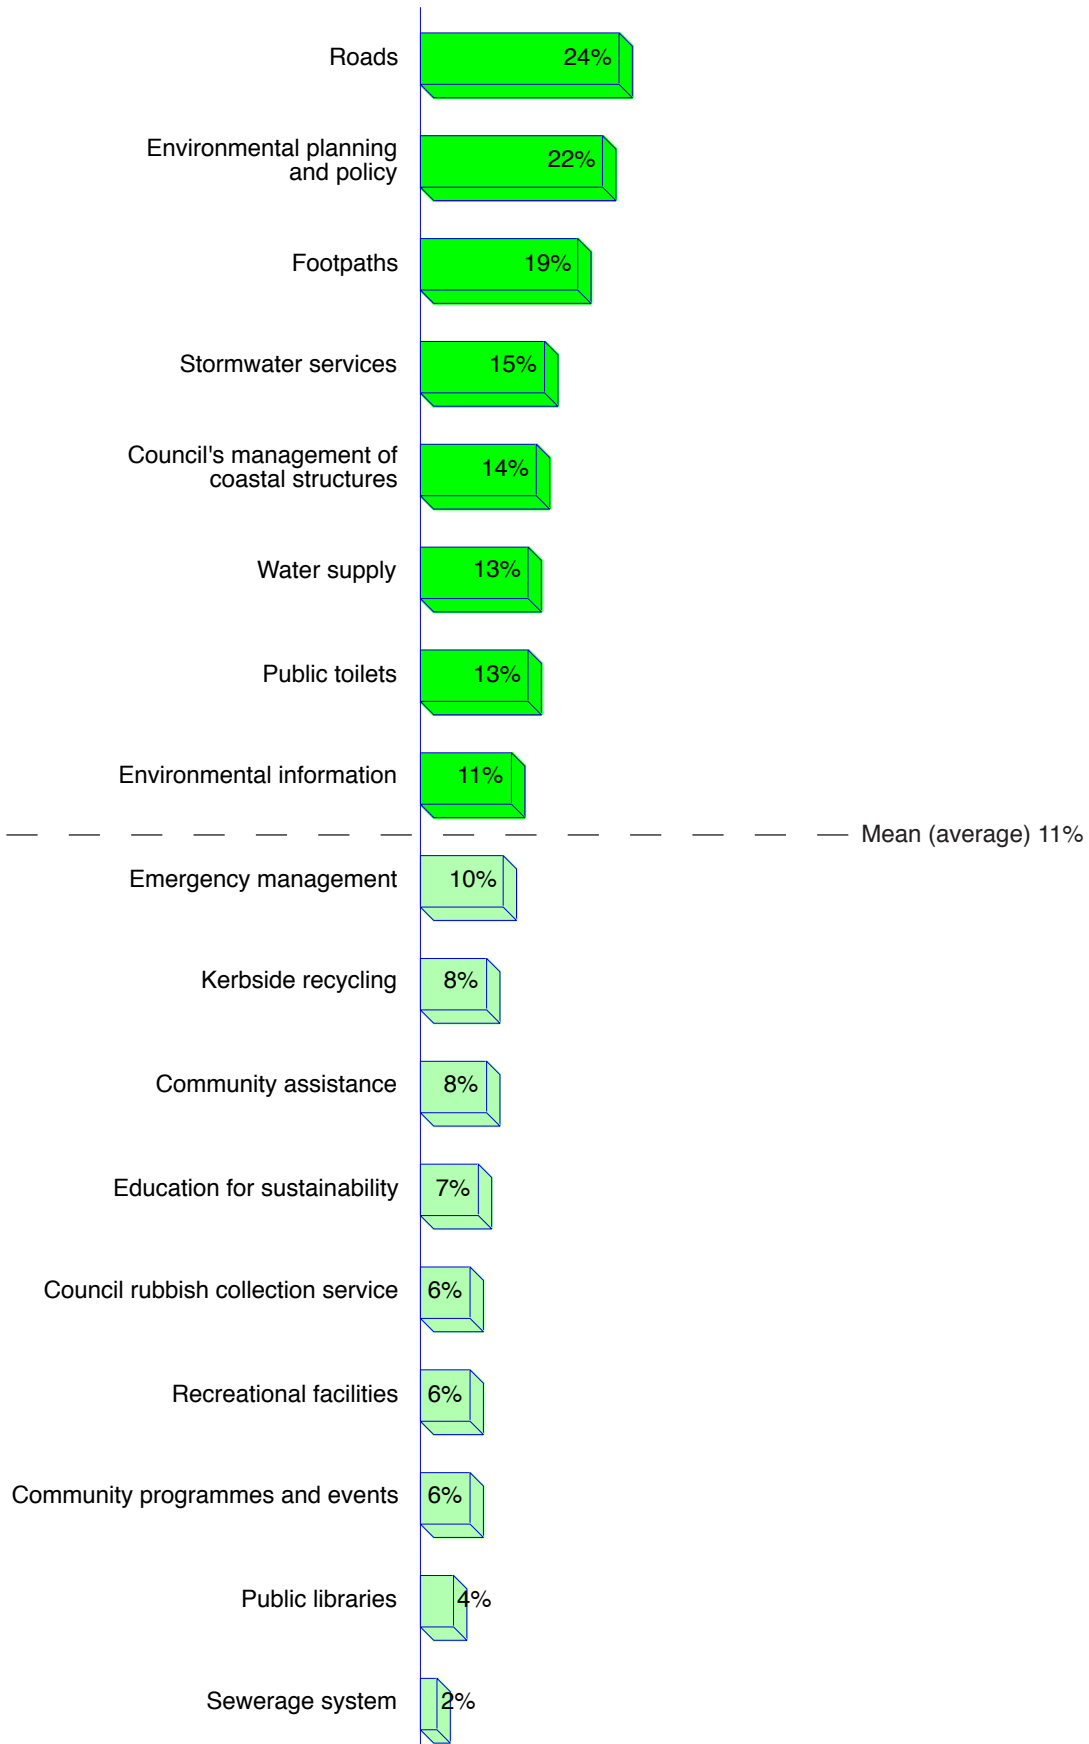 Roads 24%
Environmental planning
and policy 22%
Footpaths 19%
Stormwater services 15%
Council's management of
coastal structures 14%
Water supply 13%
Public toilets 13%
Environmental information 11%
Mean (average) 11%
Emergency management 10%
Kerbside recycling 8%
Community assistance 8%
Education for sustainability 7%
Council rubbish collection service 6%
Recreational facilities 6%
Community programmes and events 6%
Public libraries 4%
Sewerage system 2%